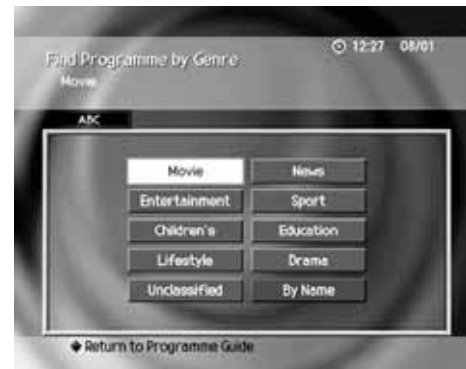 12:27 08/01
Find Programme by Genre
Movie
ABC
Movie News
Entertainment Sport
Children's Education
Lifestyle Drama
Unclassified By Name
Return to Programme Guide